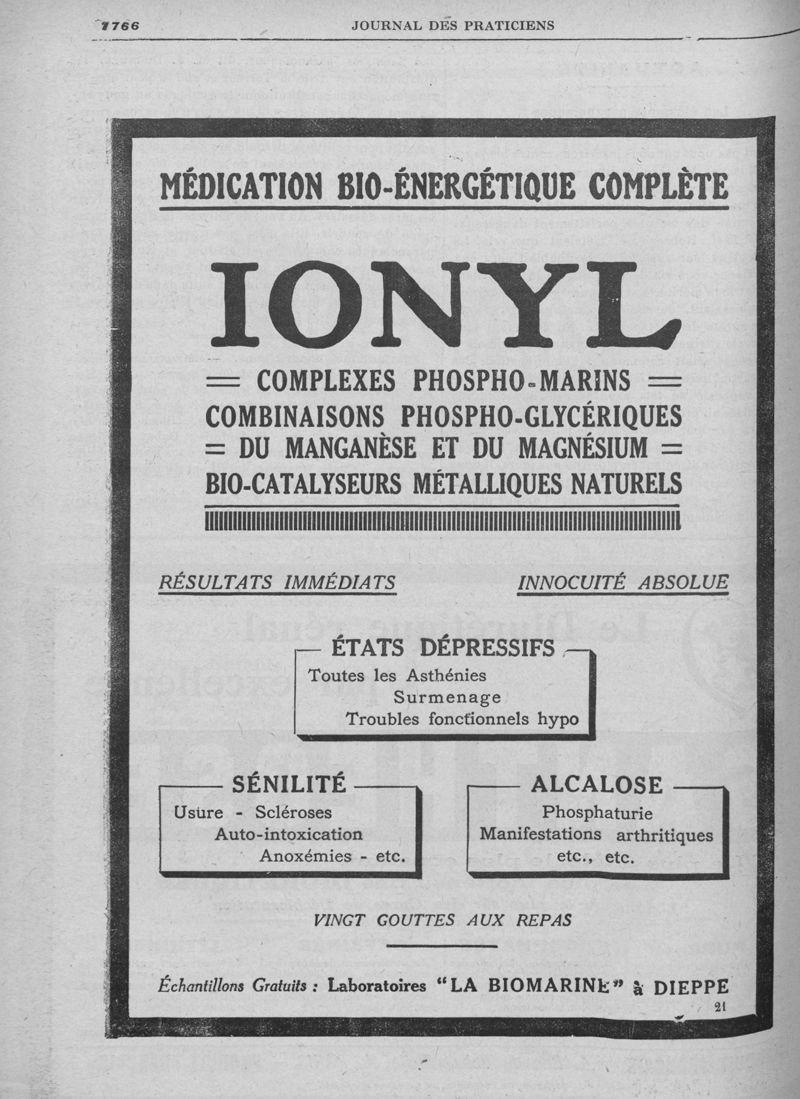 7766
JOURNAL DES PRATICIENS
MÉDICATION BIO-ÉNERGÉTIQUE COMPLÈTE
IONYL
COMPLEXES PHOSPHO-MARINS
COMBINAISONS PHOSPHO-GLYCÉRIQUES
DU MANGANÈSE ET DU MAGNÉSIUM
BIO-CATALYSEURS MÉTALLIQUES NATURELS
RÉSULTATS IMMÉDIATS
INNOCUITÉ ABSOLUE
ÉTATS DÉPRESSIFS
Toutes les Asthénies
Surmenage
Troubles fonctionnels hypo
SÉNILITÉ
Usure - Scléroses
Auto-intoxication
Anoxémies - etc.
ALCALOSE
Phosphaturie
Manifestations arthritiques
etc., etc.
VINGT GOUTTES AUX REPAS
Échantillons Gratuits : Laboratoires "LA BIOMARINE" à DIEPPE
21